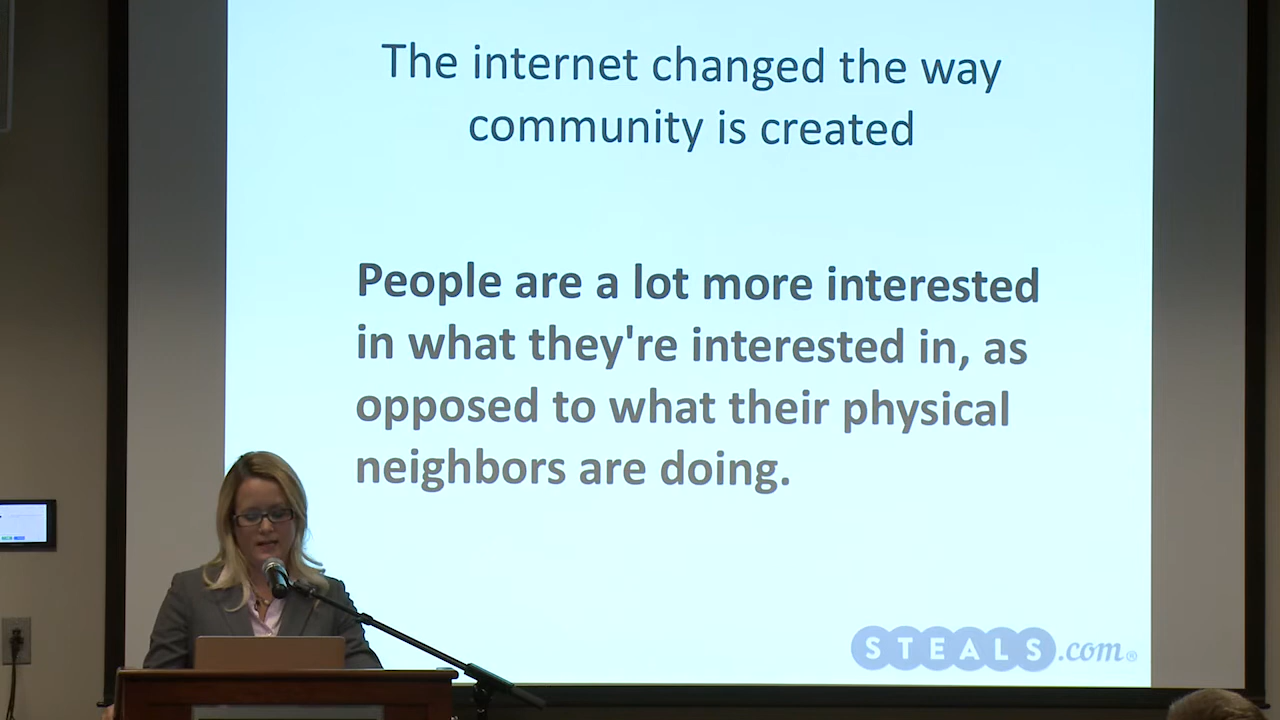 The internet changed the way
community is created
People are a lot more interested
in what they're interested in, as
opposed to what their physical
neighbors are doing.
STEALS.com®